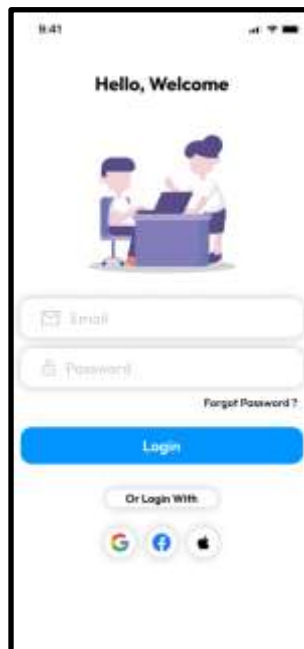 9:41
Hello, Welcome
Email
Password
Forgot Password ?
Login
Or Login With